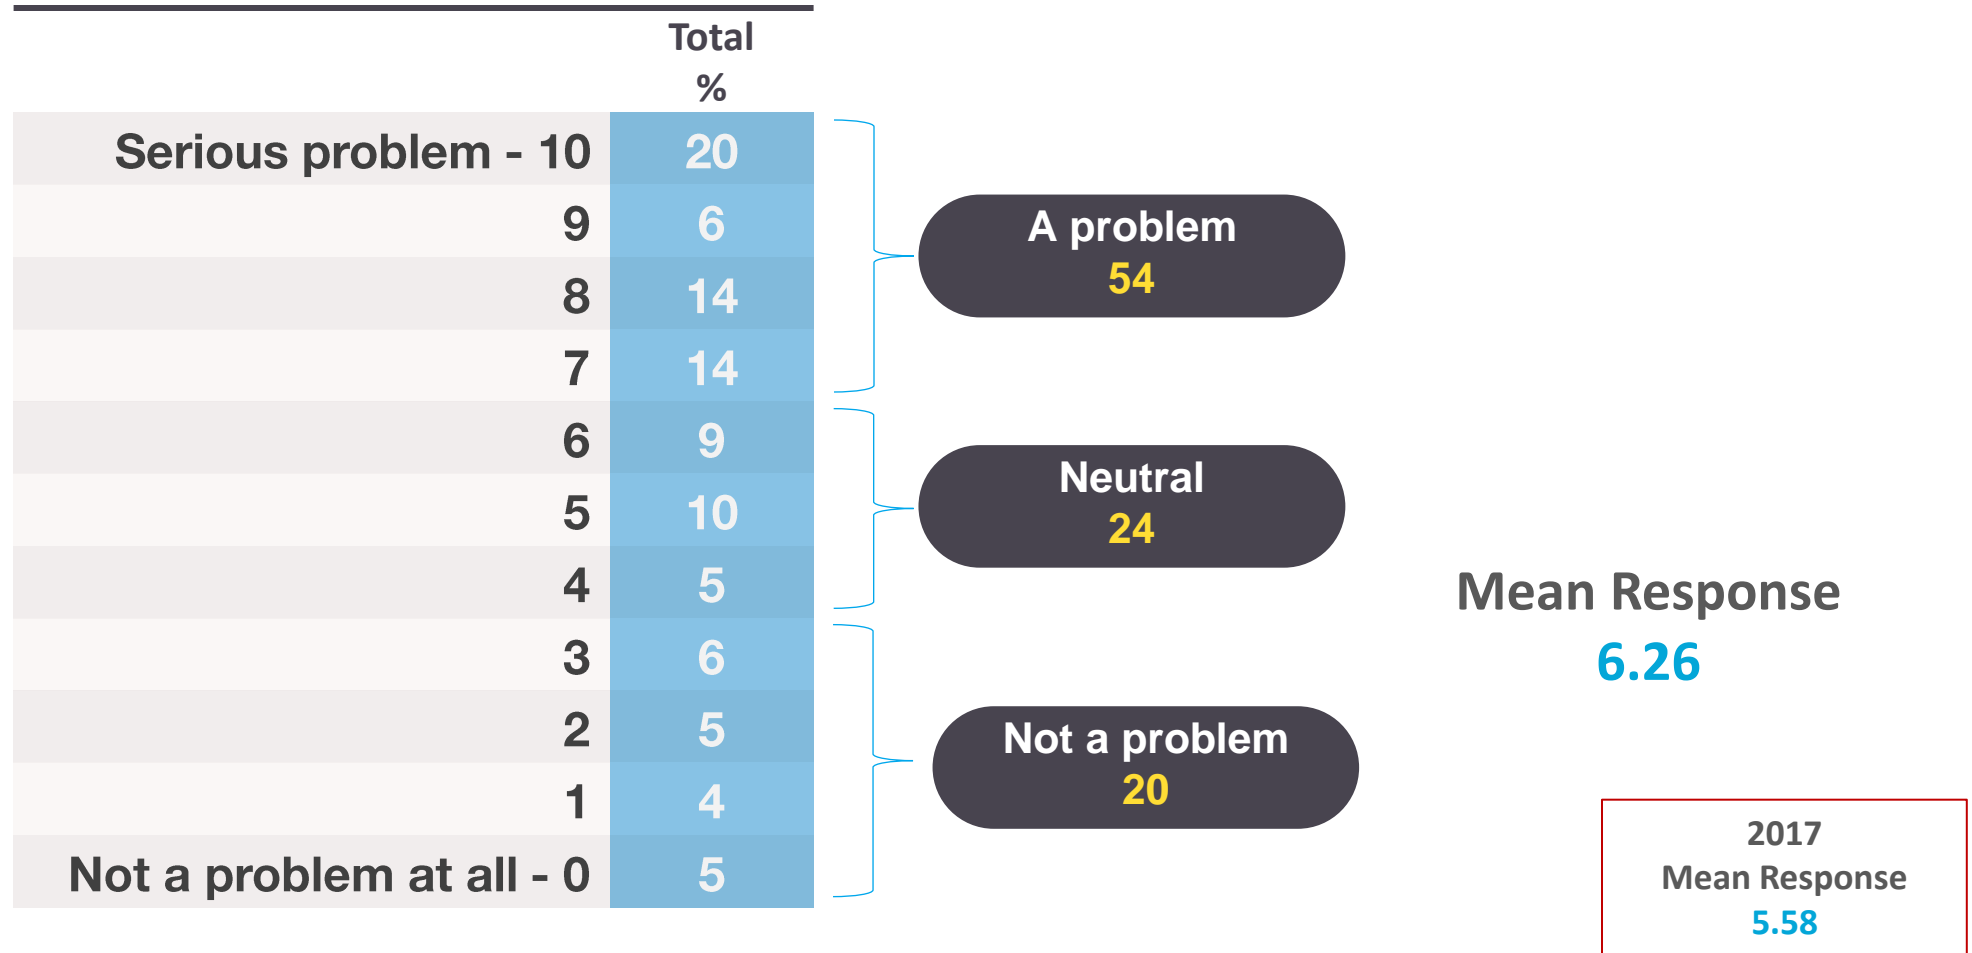 Total
%
Serious problem - 10 20
9 6
8 14
7 14
6 9
5 10
4 5
3 6
2 5
1 4
Not a problem at all - 0 5
A problem
54
Neutral
24
Not a problem
20
Mean Response
6.26
2017
Mean Response
5.58